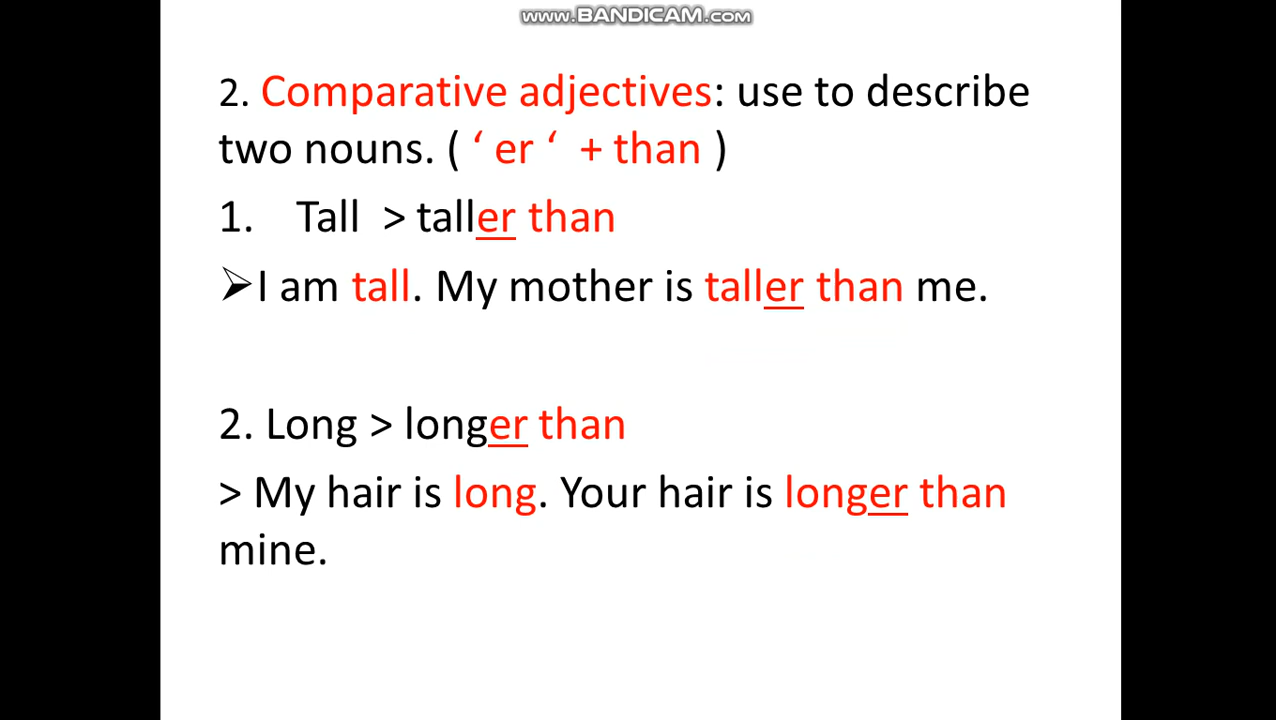 www.BANDICAM.com
2. Comparative adjectives: use to describe
two nouns. ( ‘ er ‘ + than )
1. Tall > taller than
➢I am tall. My mother is taller than me.
2. Long > longer than
> My hair is long. Your hair is longer than
mine.